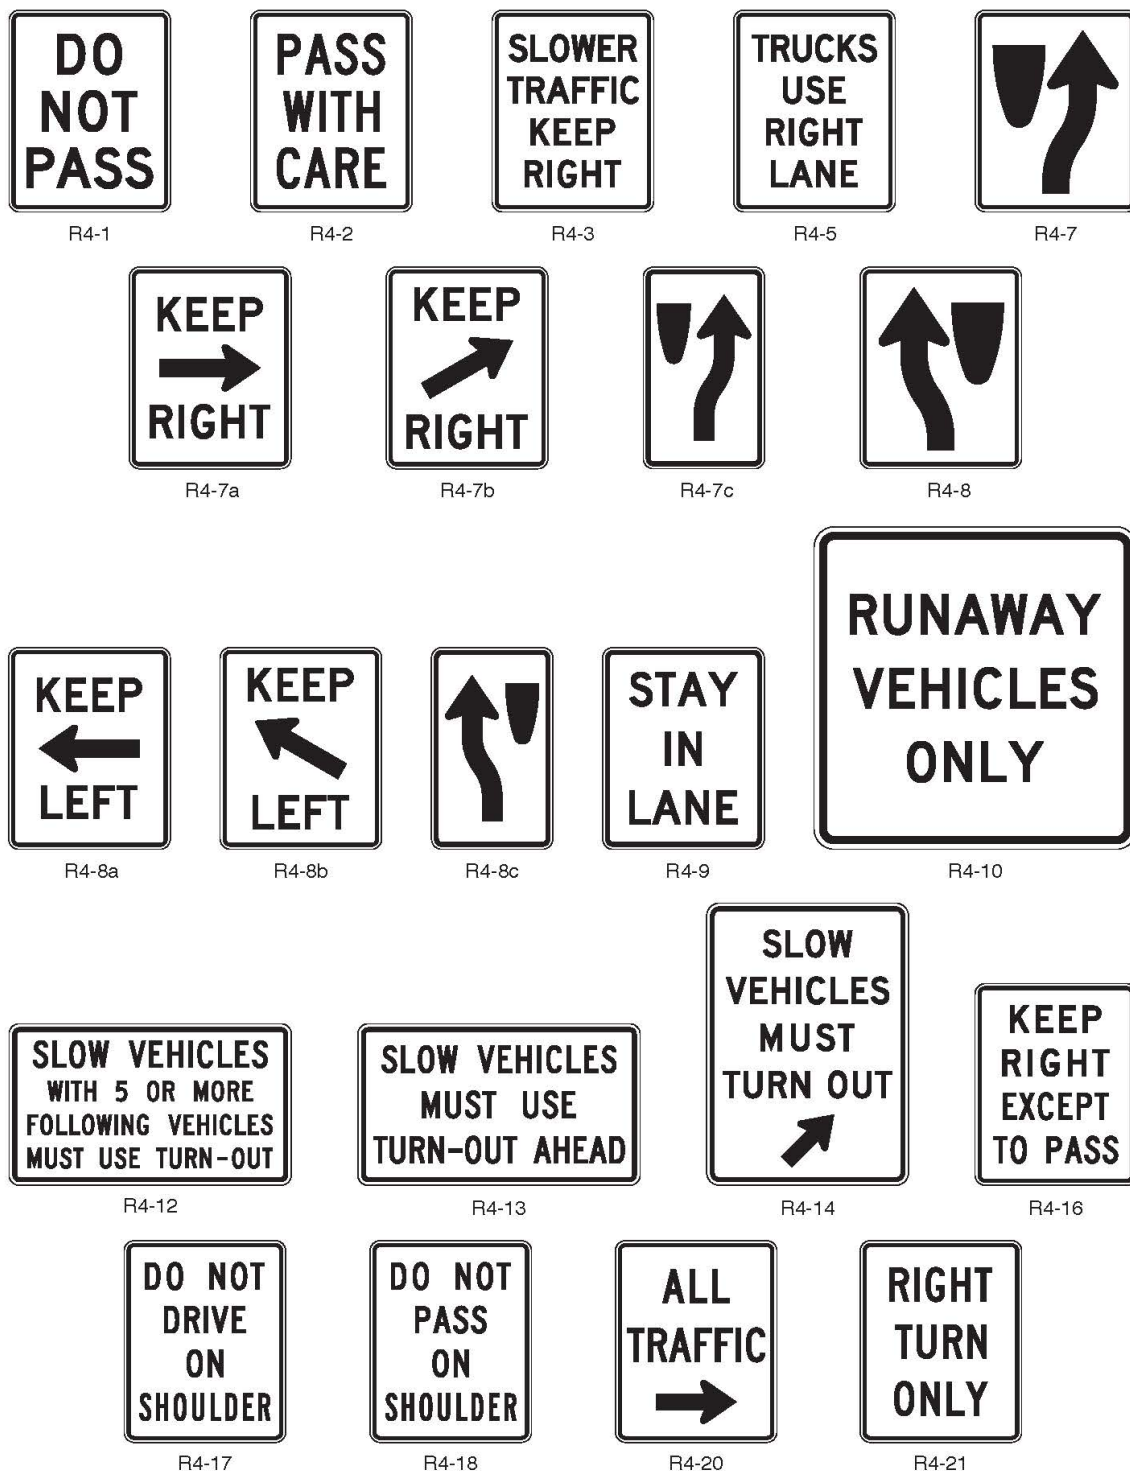 DO
NOT
PASS
R4-1
PASS
WITH
CARE
R4-2
SLOWER
TRAFFIC
KEEP
RIGHT
R4-3
TRUCKS
USE
RIGHT
LANE
R4-5
R4-7
KEEP
RIGHT
R4-7a
KEEP
RIGHT
R4-7b
R4-7c
R4-8
KEEP
LEFT
R4-8a
KEEP
LEFT
R4-8b
R4-8c
STAY
IN
LANE
R4-9
RUNAWAY
VEHICLES
ONLY
R4-10
SLOW VEHICLES
WITH 5 OR MORE
FOLLOWING VEHICLES
MUST USE TURN-OUT
R4-12
SLOW VEHICLES
MUST USE
TURN-OUT AHEAD
R4-13
SLOW
VEHICLES
MUST
TURN OUT
R4-14
KEEP
RIGHT
EXCEPT
TO PASS
R4-16
DO NOT
DRIVE
ON
SHOULDER
R4-17
DO NOT
PASS
ON
SHOULDER
R4-18
ALL
TRAFFIC
R4-20
RIGHT
TURN
ONLY
R4-21